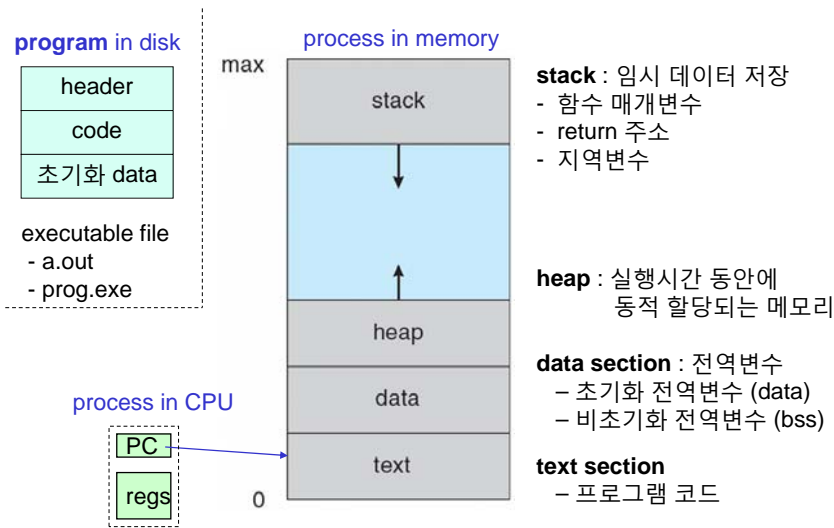 program in disk
header
code
초기화 data
executable file
- a.out
- prog.exe
process in CPU
PC
regs
process in memory
max
stack
heap
data
text
0
stack : 임시 데이터 저장
- 함수 매개변수
- return 주소
- 지역변수
heap : 실행시간 동안에
동적 할당되는 메모리
data section : 전역변수
– 초기화 전역변수 (data)
– 비초기화 전역변수 (bss)
text section
– 프로그램 코드